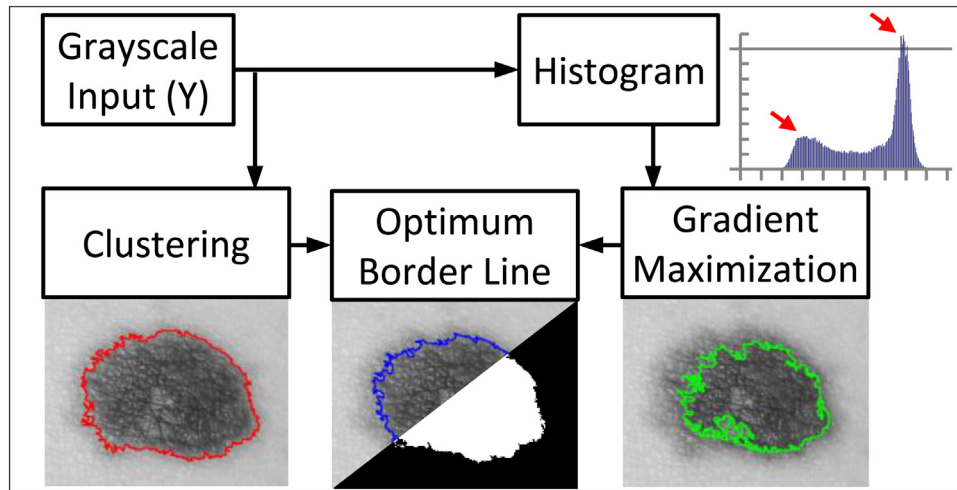 Grayscale
Input (Y)
Histogram
Clustering
Optimum
Border Line
Gradient
Maximization